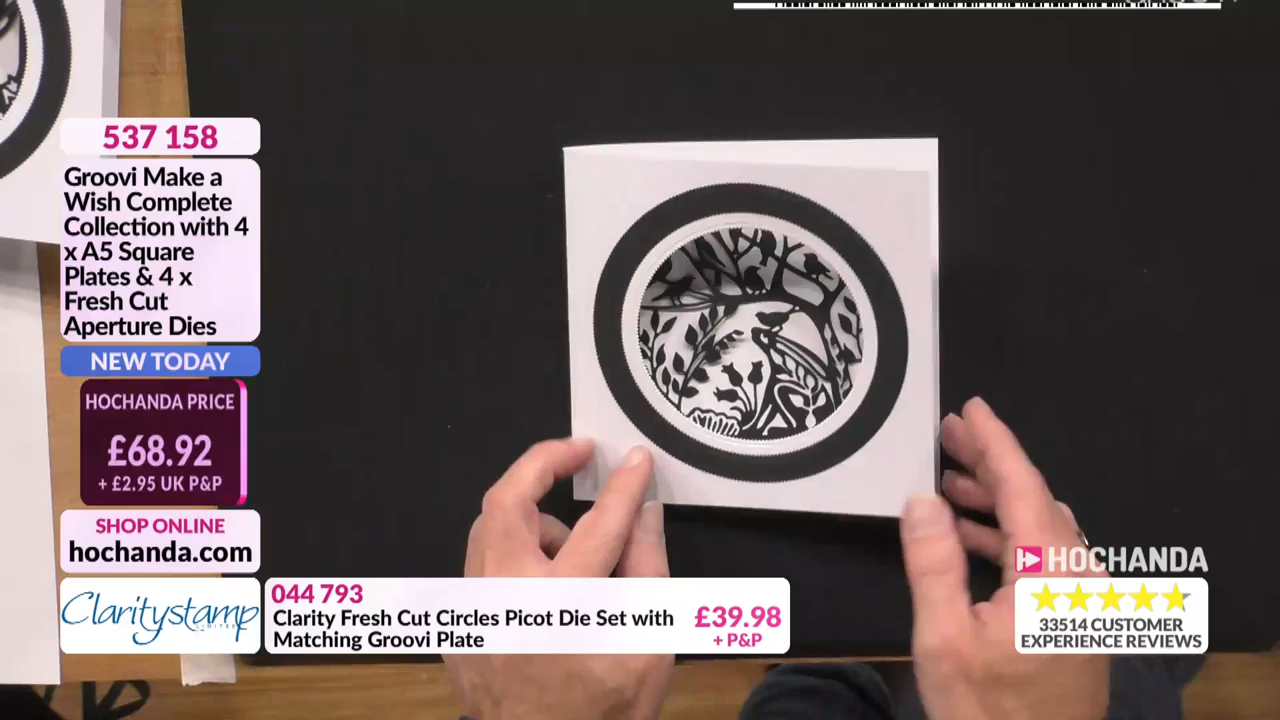 537 158
Groovi Make a
Wish Complete
Collection with 4
x A5 Square
Plates & 4 x
Fresh Cut
Aperture Dies
NEW TODAY
HOCHANDA PRICE
£68.92
+ £2.95 UK P&P
SHOP ONLINE
hochanda.com
Claritystamp
LIMITED
044 793
Clarity Fresh Cut Circles Picot Die Set with
Matching Groovi Plate
£39.98
+ P&P
HOCHANDA
33514 CUSTOMER
EXPERIENCE REVIEWS